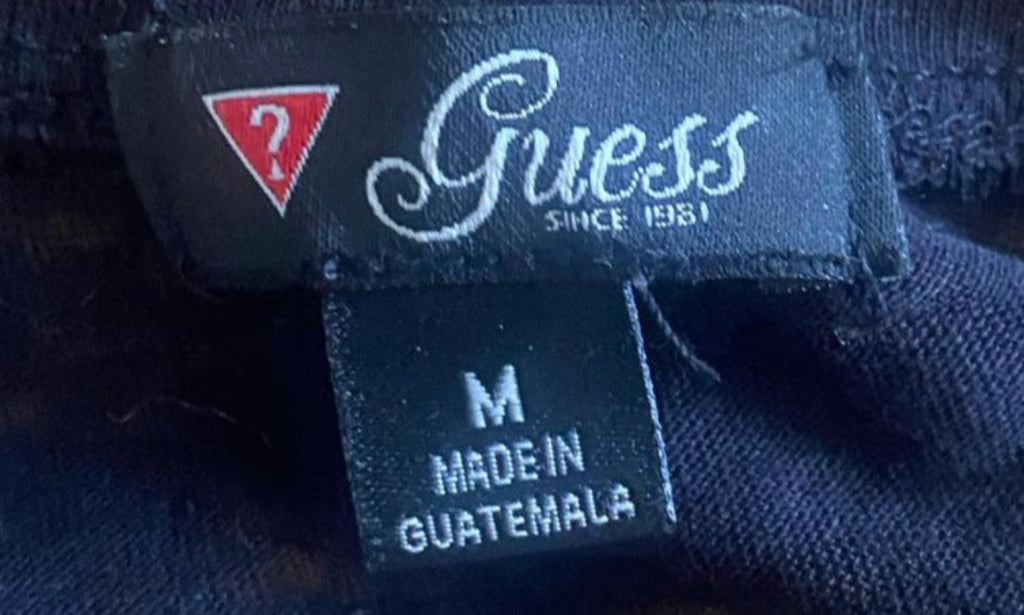 ?
Guess
SINCE 1981
M
MADE IN
GUATEMALA